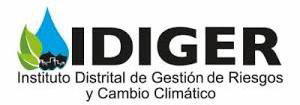 IDIGER
Instituto Distrital de Gestión de Riesgos
y Cambio Climático